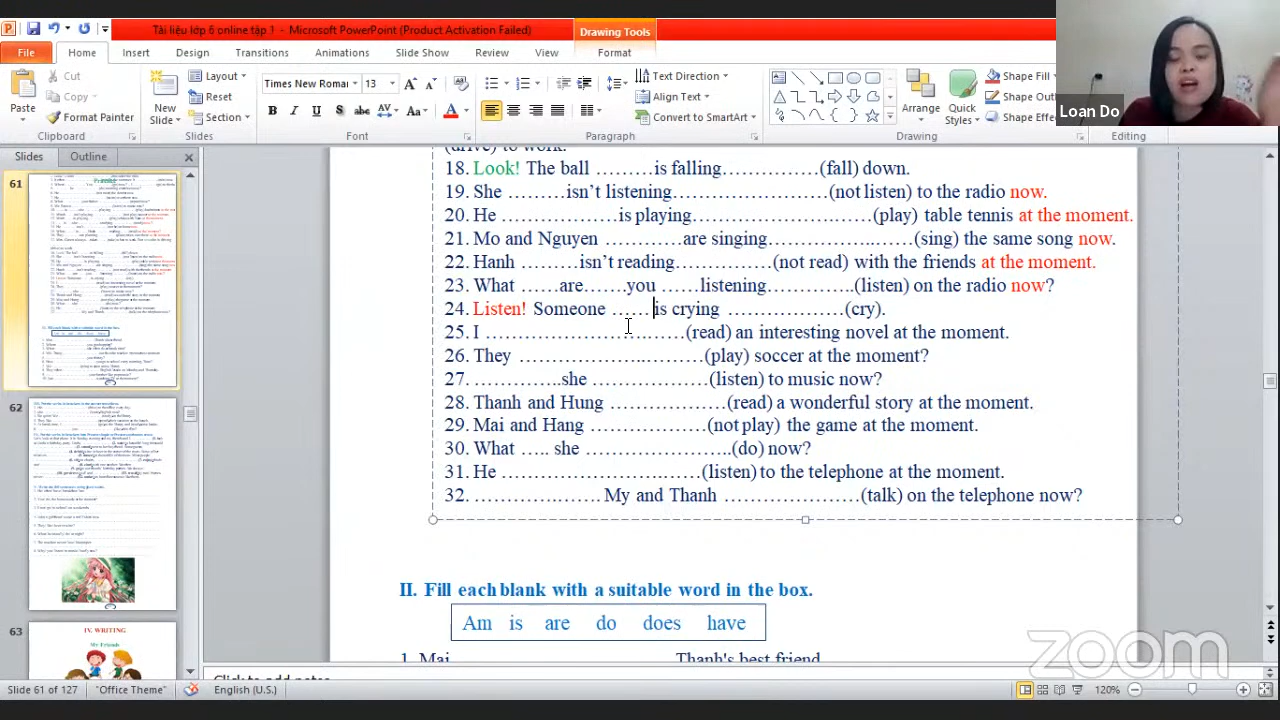 Tài liệu lớp 6 online tập 1 - Microsoft PowerPoint (Product Activation Failed)
Drawing Tools
File Home Insert Design Transitions Animations Slide Show Review View Format
Paste
Cut
Copy
Format Painter
Clipboard
New Slide
Layout
Reset
Section
Slides
Times New Roman 13
Font
Text Direction
Align Text
Convert to SmartArt
Paragraph
Arrange
Quick Styles
Shape Fill
Shape Out
Shape Effe
Drawing
Editing
Loan Do
Slides Outline
61
62
63
IV. WRITING
My Friends
(drive) to work.
18. Look! The ball ………is falling……………(fall) down.
19. She ………isn’t listening…………………(not listen) to the radio now.
20. He ………………is playing……………………(play) table tennis at the moment.
21. … and Nguyen …………are singing………………(sing) the same song now.
22. Hanh ………isn’t reading……………(not…) with the friends at the moment.
23. What ……are……you …… listening……………(listen) on the radio now?
24. Listen! Someone ……is crying ………………(cry).
25. I………………………………(read) an interesting novel at the moment.
26. They …………………………(play) soccer at the moment?
27 ……………she ………………(listen) to music now?
28. Thanh and Hung ………………(read) a wonderful story at the moment.
29. Mai and Hang ………………(not play) the game at the moment.
30. What ……she…………………(do) now?
31. He……………………………(listen) telephone at the moment.
32. ………………… My and Thanh …………………(talk) on the telephone now?
II. Fill each blank with a suitable word in the box.
Am is are do does have
1. Mai……………………………Thanh's best friend.
zoom
Click to add notes
Slide 61 of 127 "Office Theme" English (U.S.) 120%